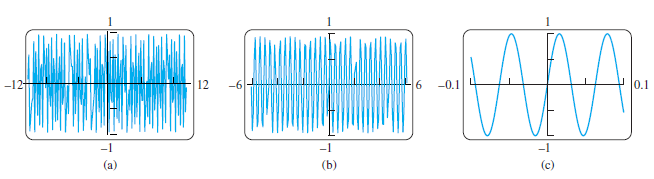 1 1 1
–12 12 –6 6 –0.1 0.1
–1 –1 –1
(a) (b) (c)